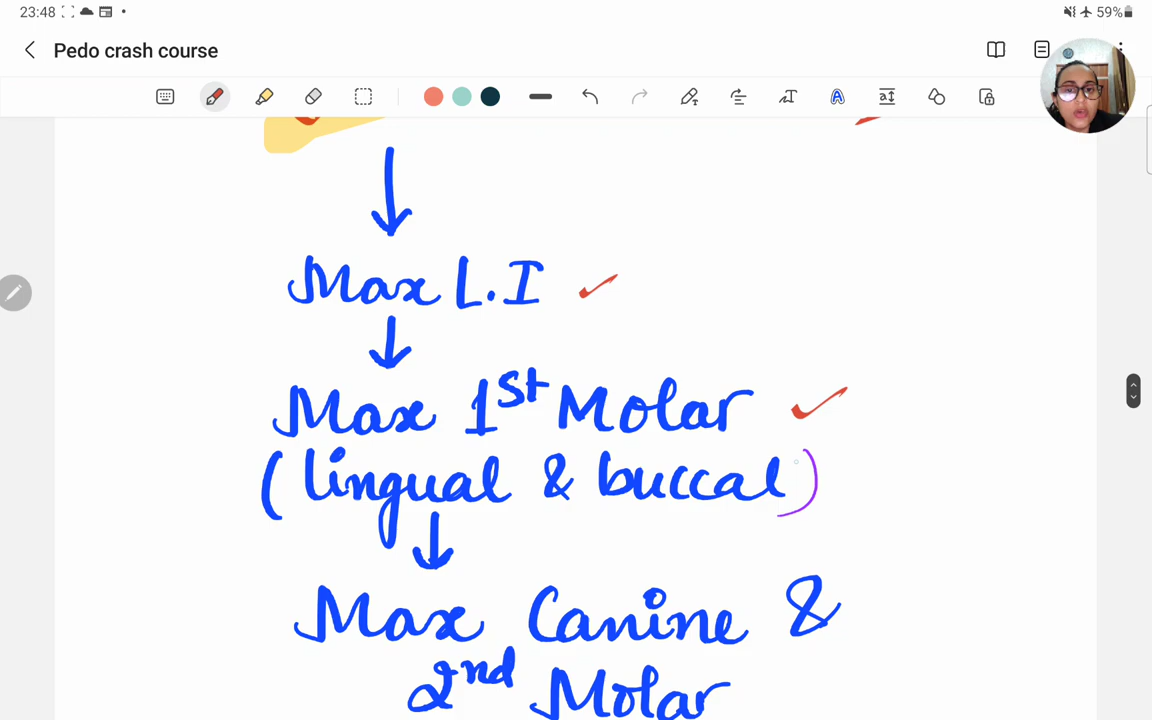 23:48 59%
Pedo crash course
Max L.I
Max 1st Molar
(lingual & buccal)
Max Canine &
2nd Molar